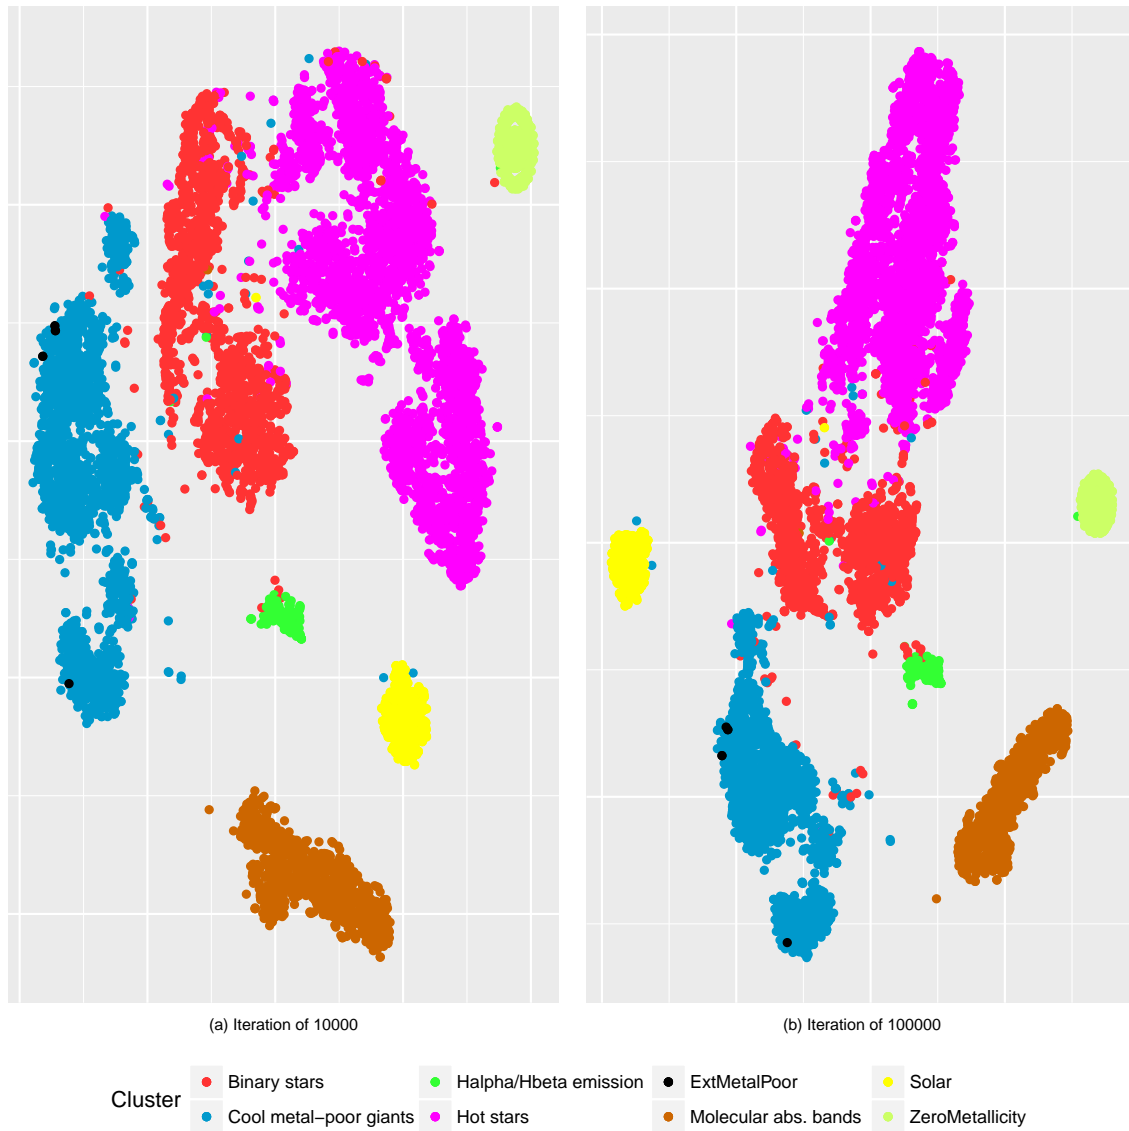 (a) Iteration of 10000
(b) Iteration of 100000
Cluster
Binary stars
Halpha/Hbeta emission
ExtMetalPoor
Solar
Cool metal−poor giants
Hot stars
Molecular abs. bands
ZeroMetallicity